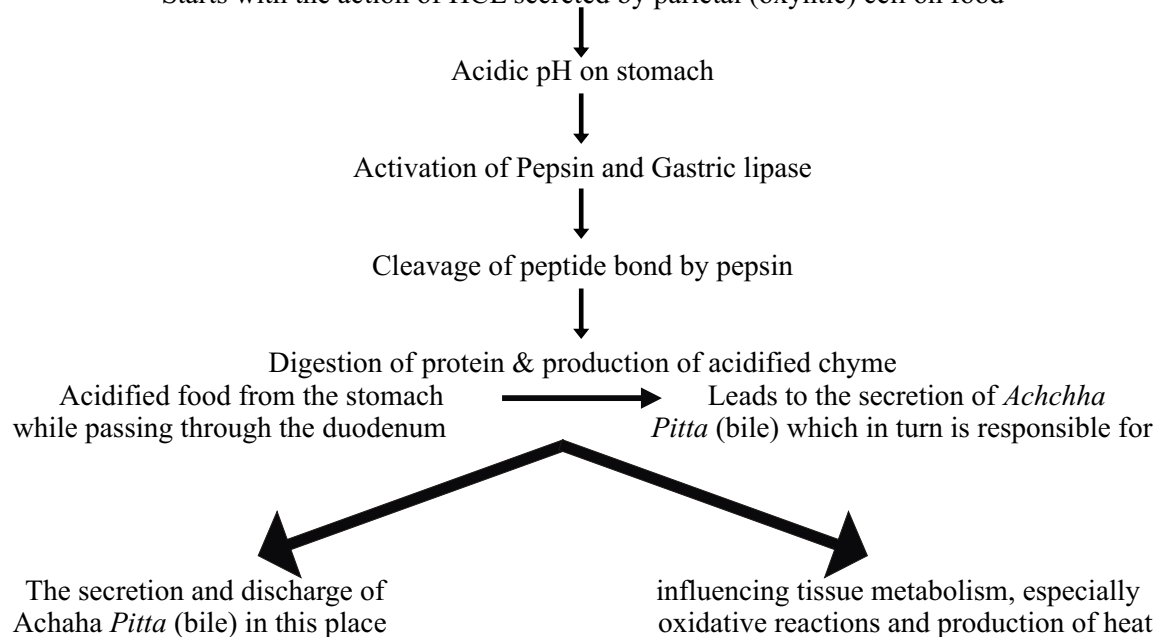 Starts with the action of HCL secreted by parietal (oxyntic) cell on food
Acidic pH on stomach
Activation of Pepsin and Gastric lipase
Cleavage of peptide bond by pepsin
Digestion of protein & production of acidified chyme
Acidified food from the stomach
while passing through the duodenum
Leads to the secretion of Achchha
Pitta (bile) which in turn is responsible for
The secretion and discharge of
Achaha Pitta (bile) in this place
influencing tissue metabolism, especially
oxidative reactions and production of heat